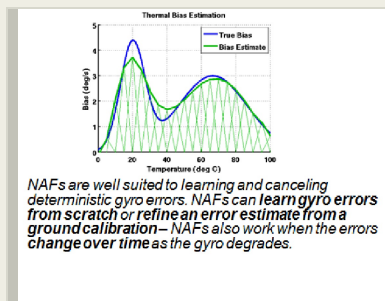 Thermal Bias Estimation
True Bias
Bias Estimate
Bias (deg/s)
5
4
3
2
1
0
0 20 40 60 80 100
Temperature (deg C)
NAFs are well suited to learning and canceling
deterministic gyro errors. NAFs can learn gyro errors
from scratch or refine an error estimate from a
ground calibration – NAFs also work when the errors
change over time as the gyro degrades.